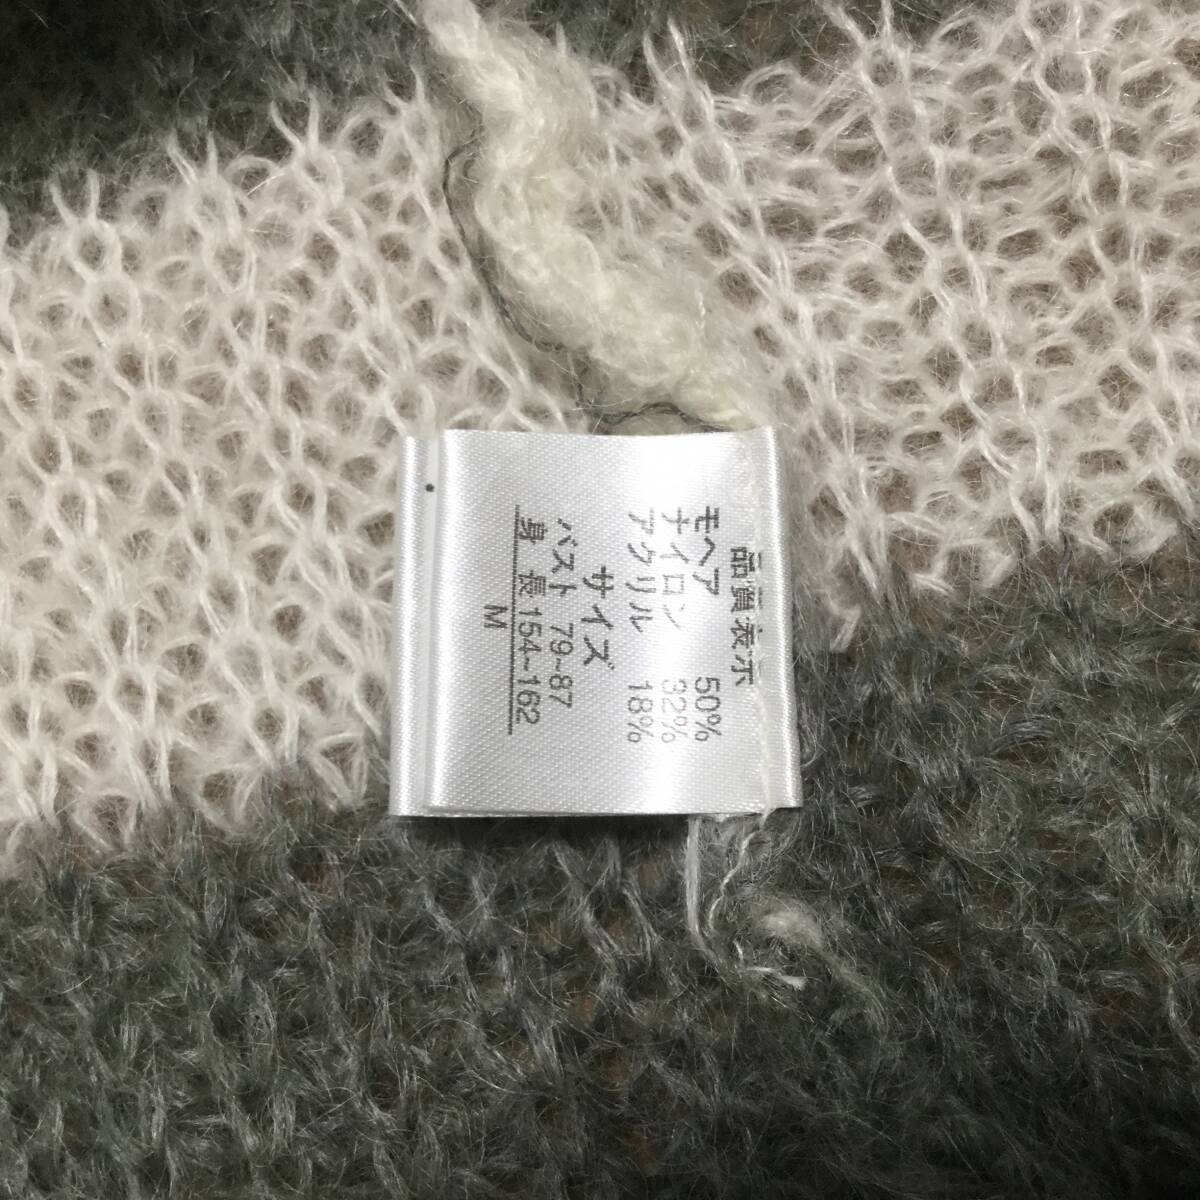 品質表示
モヘア 50%
ナイロン 32%
アクリル 18%
サイズ
バスト 79-87
身 長 154-162
M